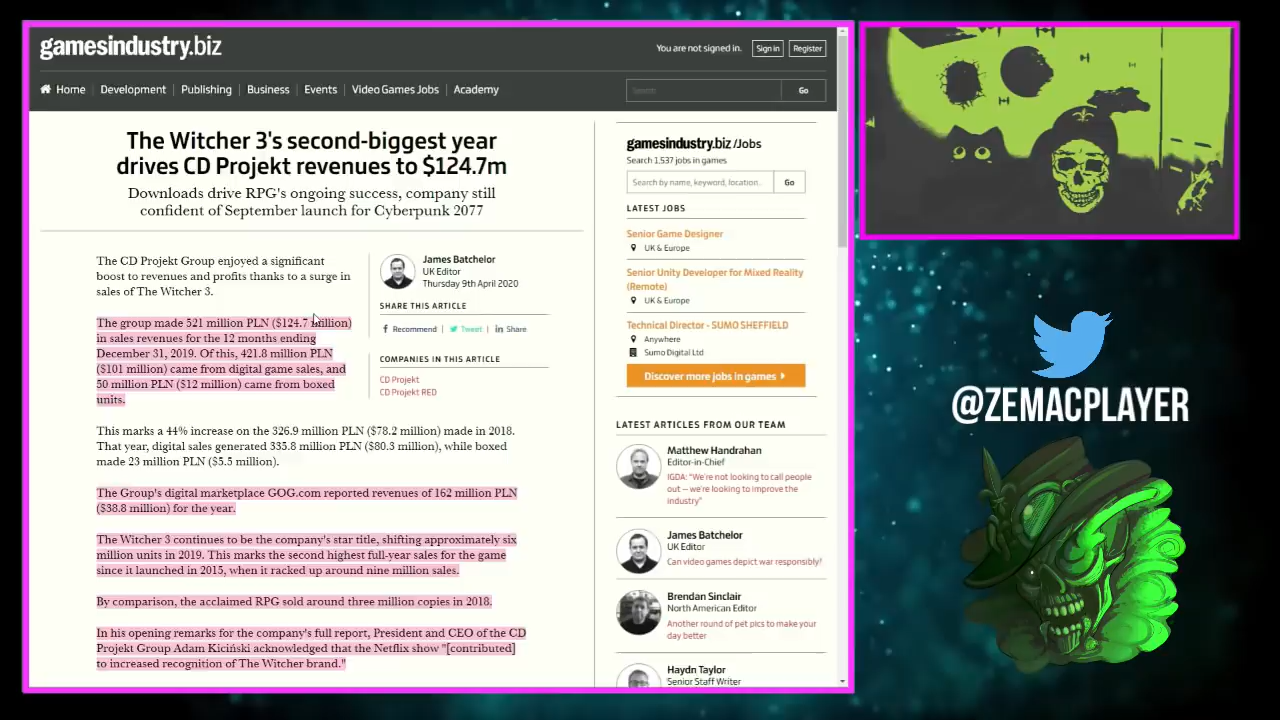 gamesindustry.biz
You are not signed in.
Sign in
Register
Home
Development
Publishing
Business
Events
Video Games Jobs
Academy
Search
Go
The Witcher 3's second-biggest year
drives CD Projekt revenues to $124.7m
Downloads drive RPG's ongoing success, company still
confident of September launch for Cyberpunk 2077
The CD Projekt Group enjoyed a significant
boost to revenues and profits thanks to a surge in
sales of The Witcher 3.
The group made 521 million PLN ($124.7 million)
in sales revenues for the 12 months ending
December 31, 2019. Of this, 421.8 million PLN
($101 million) came from digital game sales, and
50 million PLN ($12 million) came from boxed
units.
James Batchelor
UK Editor
Thursday 9th April 2020
SHARE THIS ARTICLE
Recommend
Tweet
Share
COMPANIES IN THIS ARTICLE
CD Projekt
CD Projekt RED
This marks a 44% increase on the 326.9 million PLN ($78.2 million) made in 2018.
That year, digital sales generated 335.8 million PLN ($80.3 million), while boxed
made 23 million PLN ($5.5 million).
The Group's digital marketplace GOG.com reported revenues of 162 million PLN
($38.8 million) for the year.
The Witcher 3 continues to be the company's star title, shifting approximately six
million units in 2019. This marks the second highest full-year sales for the game
since it launched in 2015, when it racked up around nine million sales.
By comparison, the acclaimed RPG sold around three million copies in 2018.
In his opening remarks for the company's full report, President and CEO of the CD
Projekt Group Adam Kiciński acknowledged that the Netflix show "[contributed]
to increased recognition of The Witcher brand."
gamesindustry.biz /Jobs
Search 1,537 jobs in games
Search by name, keyword, location..
Go
LATEST JOBS
Senior Game Designer
UK & Europe
Senior Unity Developer for Mixed Reality
(Remote)
UK & Europe
Technical Director - SUMO SHEFFIELD
Anywhere
Sumo Digital Ltd
Discover more jobs in games
LATEST ARTICLES FROM OUR TEAM
Matthew Handrahan
Editor-in-Chief
IGDA: "We're not looking to call people
out – we're looking to improve the
industry"
James Batchelor
UK Editor
Can video games depict war responsibly?
Brendan Sinclair
North American Editor
Another round of pet pics to make your
day better
Haydn Taylor
Senior Staff Writer
@ZEMACPLAYER